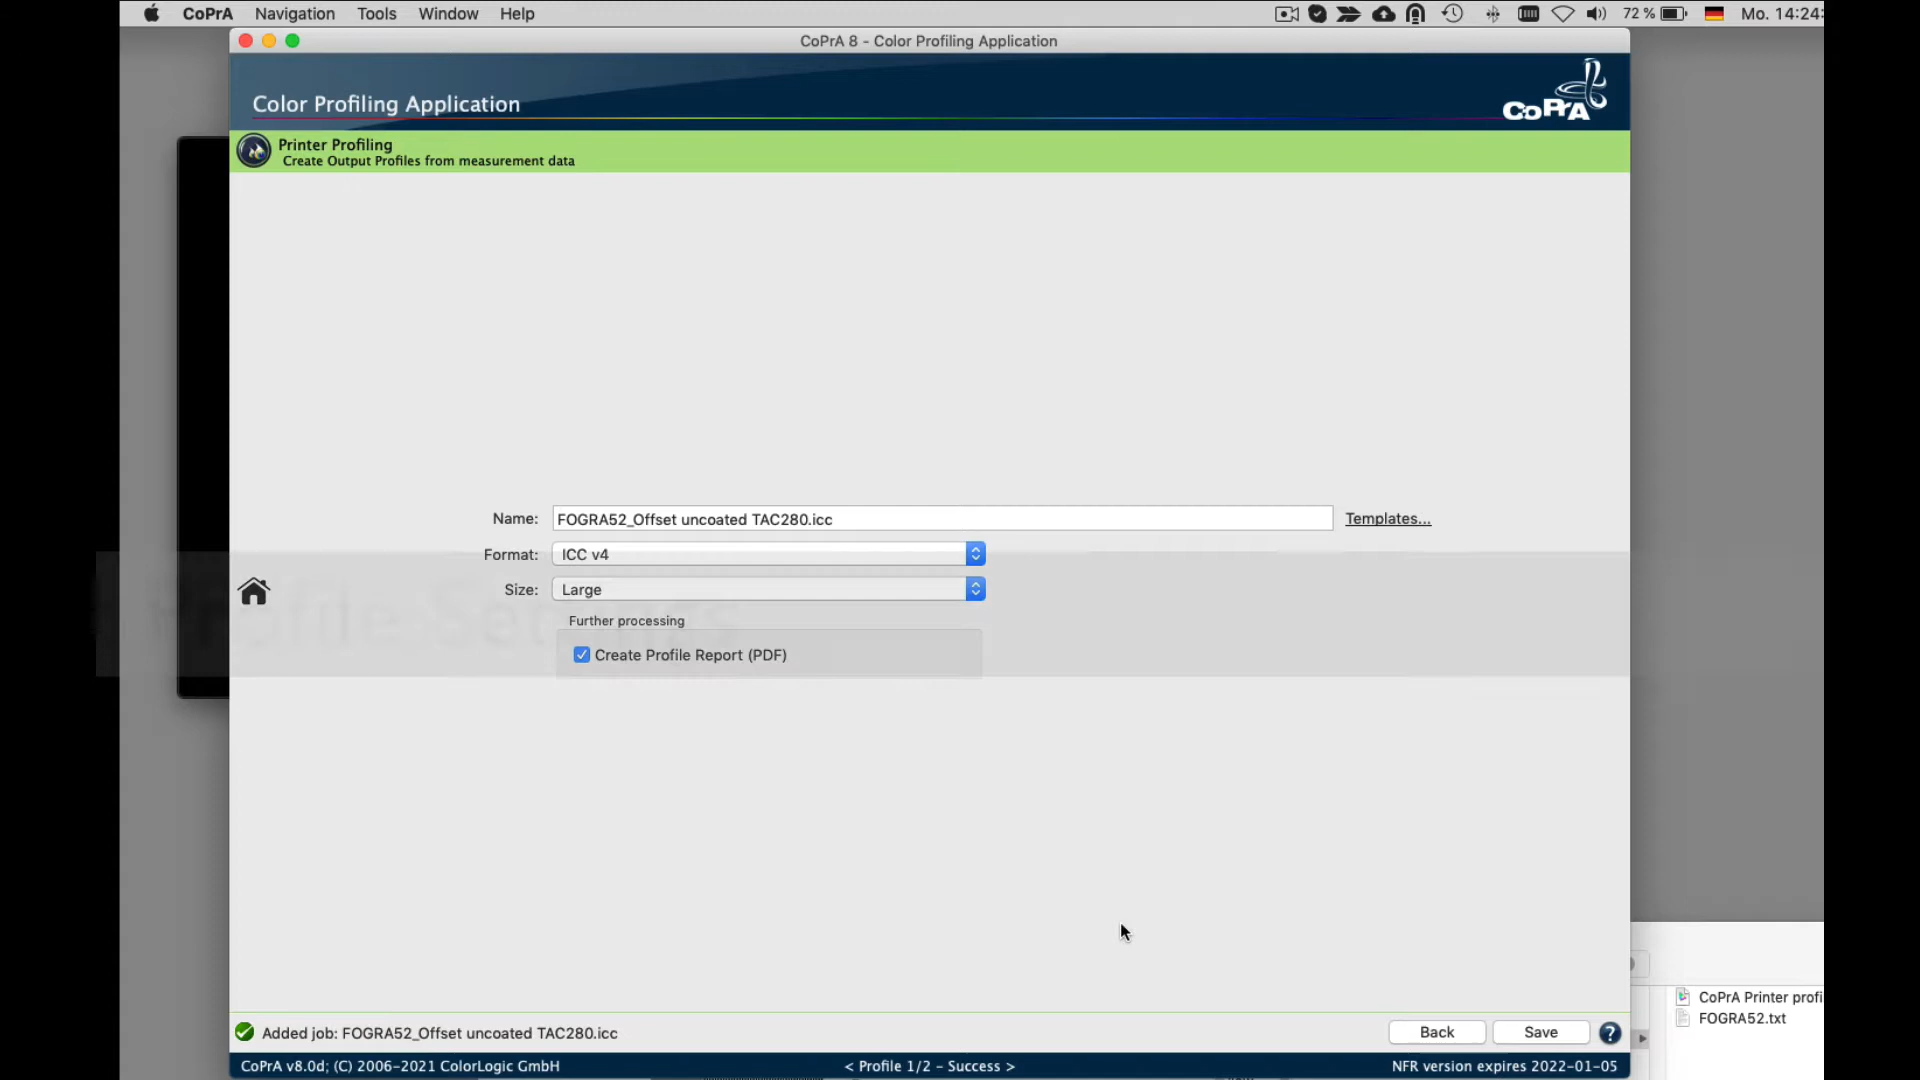 CoPrA Navigation Tools Window Help 72 % Mo. 14:24:
CoPrA 8 - Color Profiling Application
Color Profiling Application
CoPrA
Printer Profiling
Create Output Profiles from measurement data
Name: FOGRA52_Offset uncoated TAC280.icc Templates...
Format: ICC v4
Size: Large
Profile Settings
Further processing
Create Profile Report (PDF)
CoPrA Printer profi
FOGRA52.txt
Added job: FOGRA52_Offset uncoated TAC280.icc
Back Save ?
CoPrA v8.0d; (C) 2006-2021 ColorLogic GmbH < Profile 1/2 - Success > NFR version expires 2022-01-05